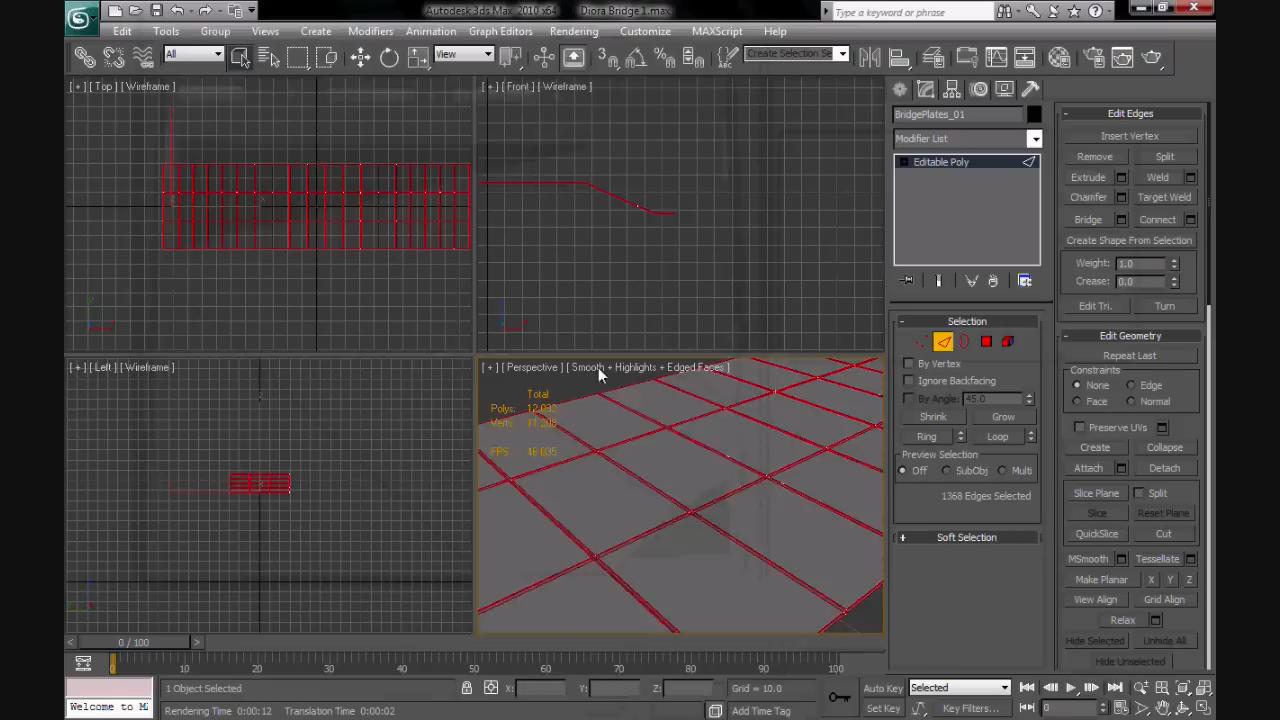 Autodesk 3ds Max 2010 x64 Diora Bridge1.max
Type a keyword or phrase
Edit Tools Group Views Create Modifiers Animation Graph Editors Rendering Customize MAXScript Help
All View Create Selection Se
[ + ] [ Top ] [ Wireframe ]
[ + ] [ Front ] [ Wireframe ]
[ + ] [ Left ] [ Wireframe ]
[ + ] [ Perspective ] [ Smooth + Highlights + Edged Faces ]
Total
Polys:
Verts:
FPS
BridgePlates_01
Modifier List
Editable Poly
Selection
By Vertex
Ignore Backfacing
By Angle: 45.0
Shrink Grow
Ring Loop
Preview Selection
Off SubObj Multi
1368 Edges Selected
Soft Selection
Edit Edges
Insert Vertex
Remove Split
Extrude Weld
Chamfer Target Weld
Bridge Connect
Create Shape From Selection
Weight: 1.0
Crease: 0.0
Edit Tri. Turn
Edit Geometry
Repeat Last
Constraints
None Edge
Face Normal
Preserve UVs
Create Collapse
Attach Detach
Slice Plane Split
Slice Reset Plane
QuickSlice Cut
MSmooth Tessellate
Make Planar X Y Z
View Align Grid Align
Relax
Hide Selected Unhide All
Hide Unselected
< 0 / 100 >
0 10 20 30 40 50 60 70 80 90 100
1 Object Selected X: Y: Z: Grid = 10.0 Auto Key Selected
Welcome to M
Rendering Time 0:00:12 Translation Time 0:00:02 Add Time Tag Set Key Key Filters... 0